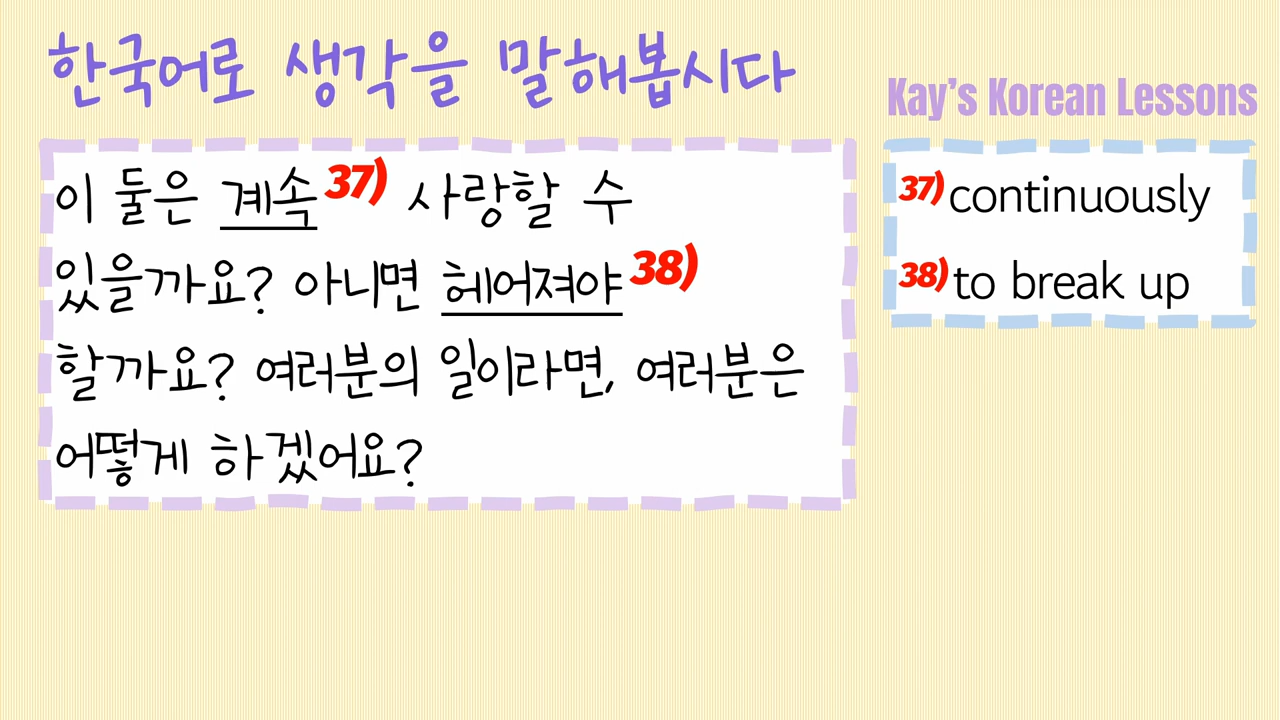 한국어로 생각을 말해봅시다
Kay's Korean Lessons
이 둘은 계속37) 사랑할 수
있을까요? 아니면 헤어져야38)
할까요? 여러분의 일이라면, 여러분은
어떻게 하겠어요?
37) continuously
38) to break up